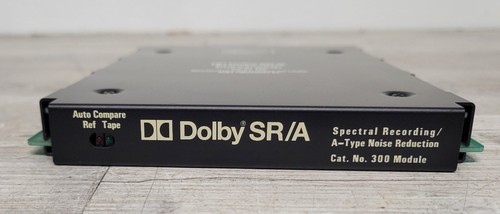 Auto Compare
Ref Tape
Dolby® SR/A
Spectral Recording/
A-Type Noise Reduction
Cat. No. 300 Module